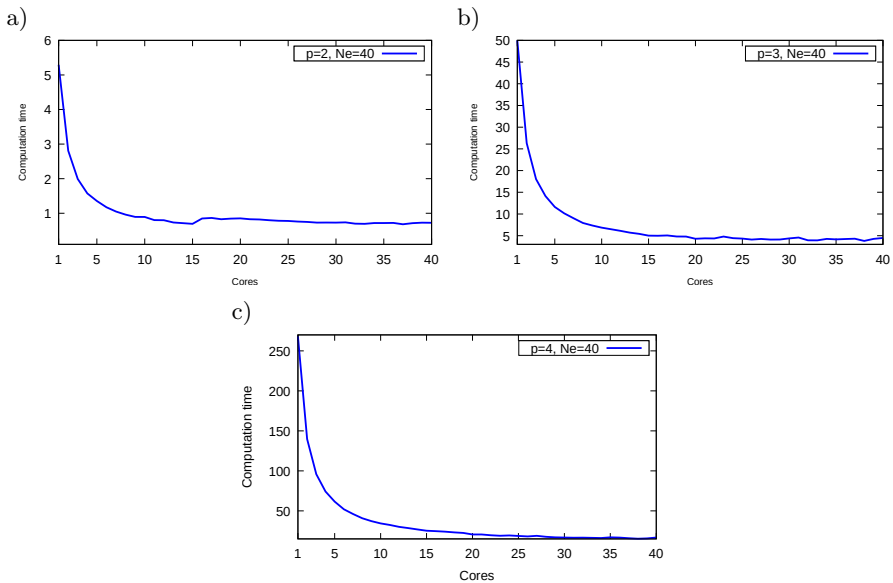 a)
6
5
4
3
2
1
p=2, Ne=40
Computation time
1 5 10 15 20 25 30 35 40
Cores
b)
50
45
40
35
30
25
20
15
10
5
p=3, Ne=40
Computation time
1 5 10 15 20 25 30 35 40
Cores
c)
250
200
150
100
50
p=4, Ne=40
Computation time
1 5 10 15 20 25 30 35 40
Cores